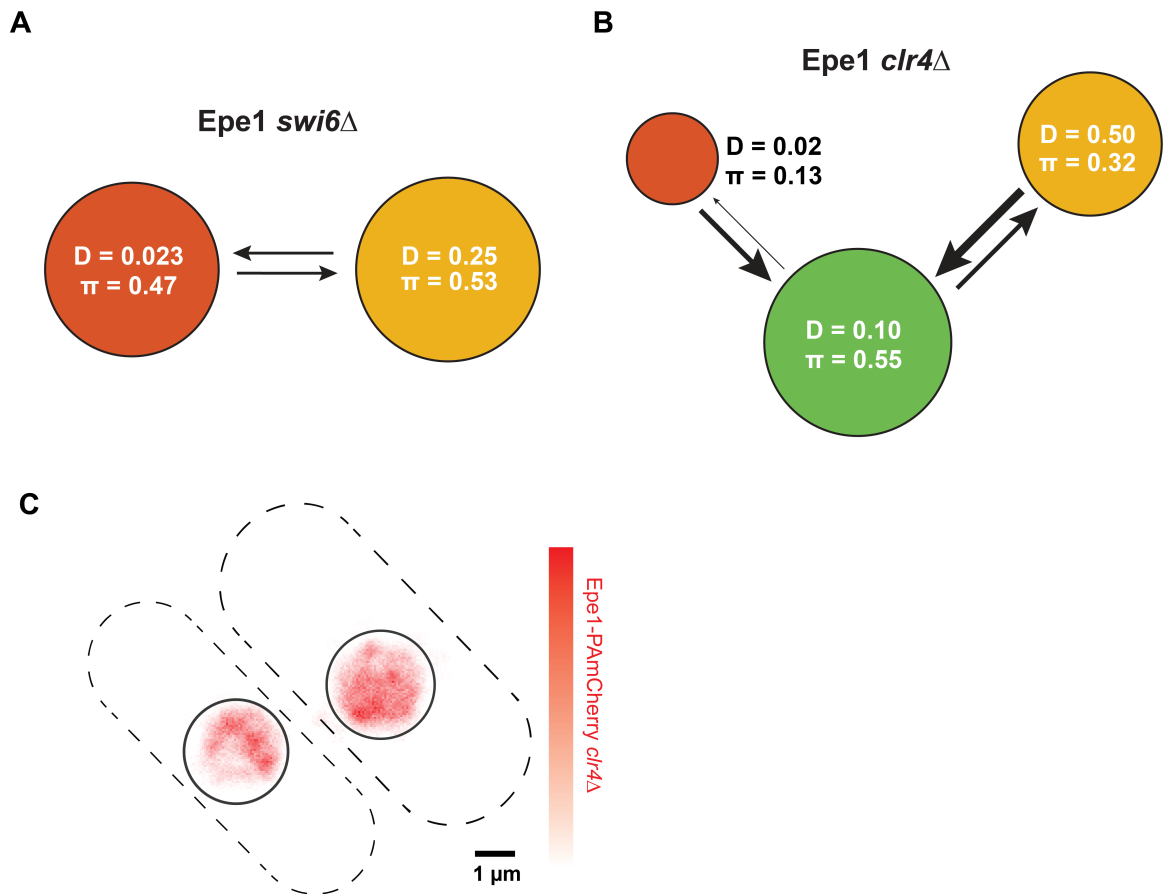 A
Epe1 swi6Δ
D = 0.023
π = 0.47
D = 0.25
π = 0.53
B
Epe1 clr4Δ
D = 0.02
π = 0.13
D = 0.50
π = 0.32
D = 0.10
π = 0.55
C
Epe1-PAmCherry clr4Δ
1 µm